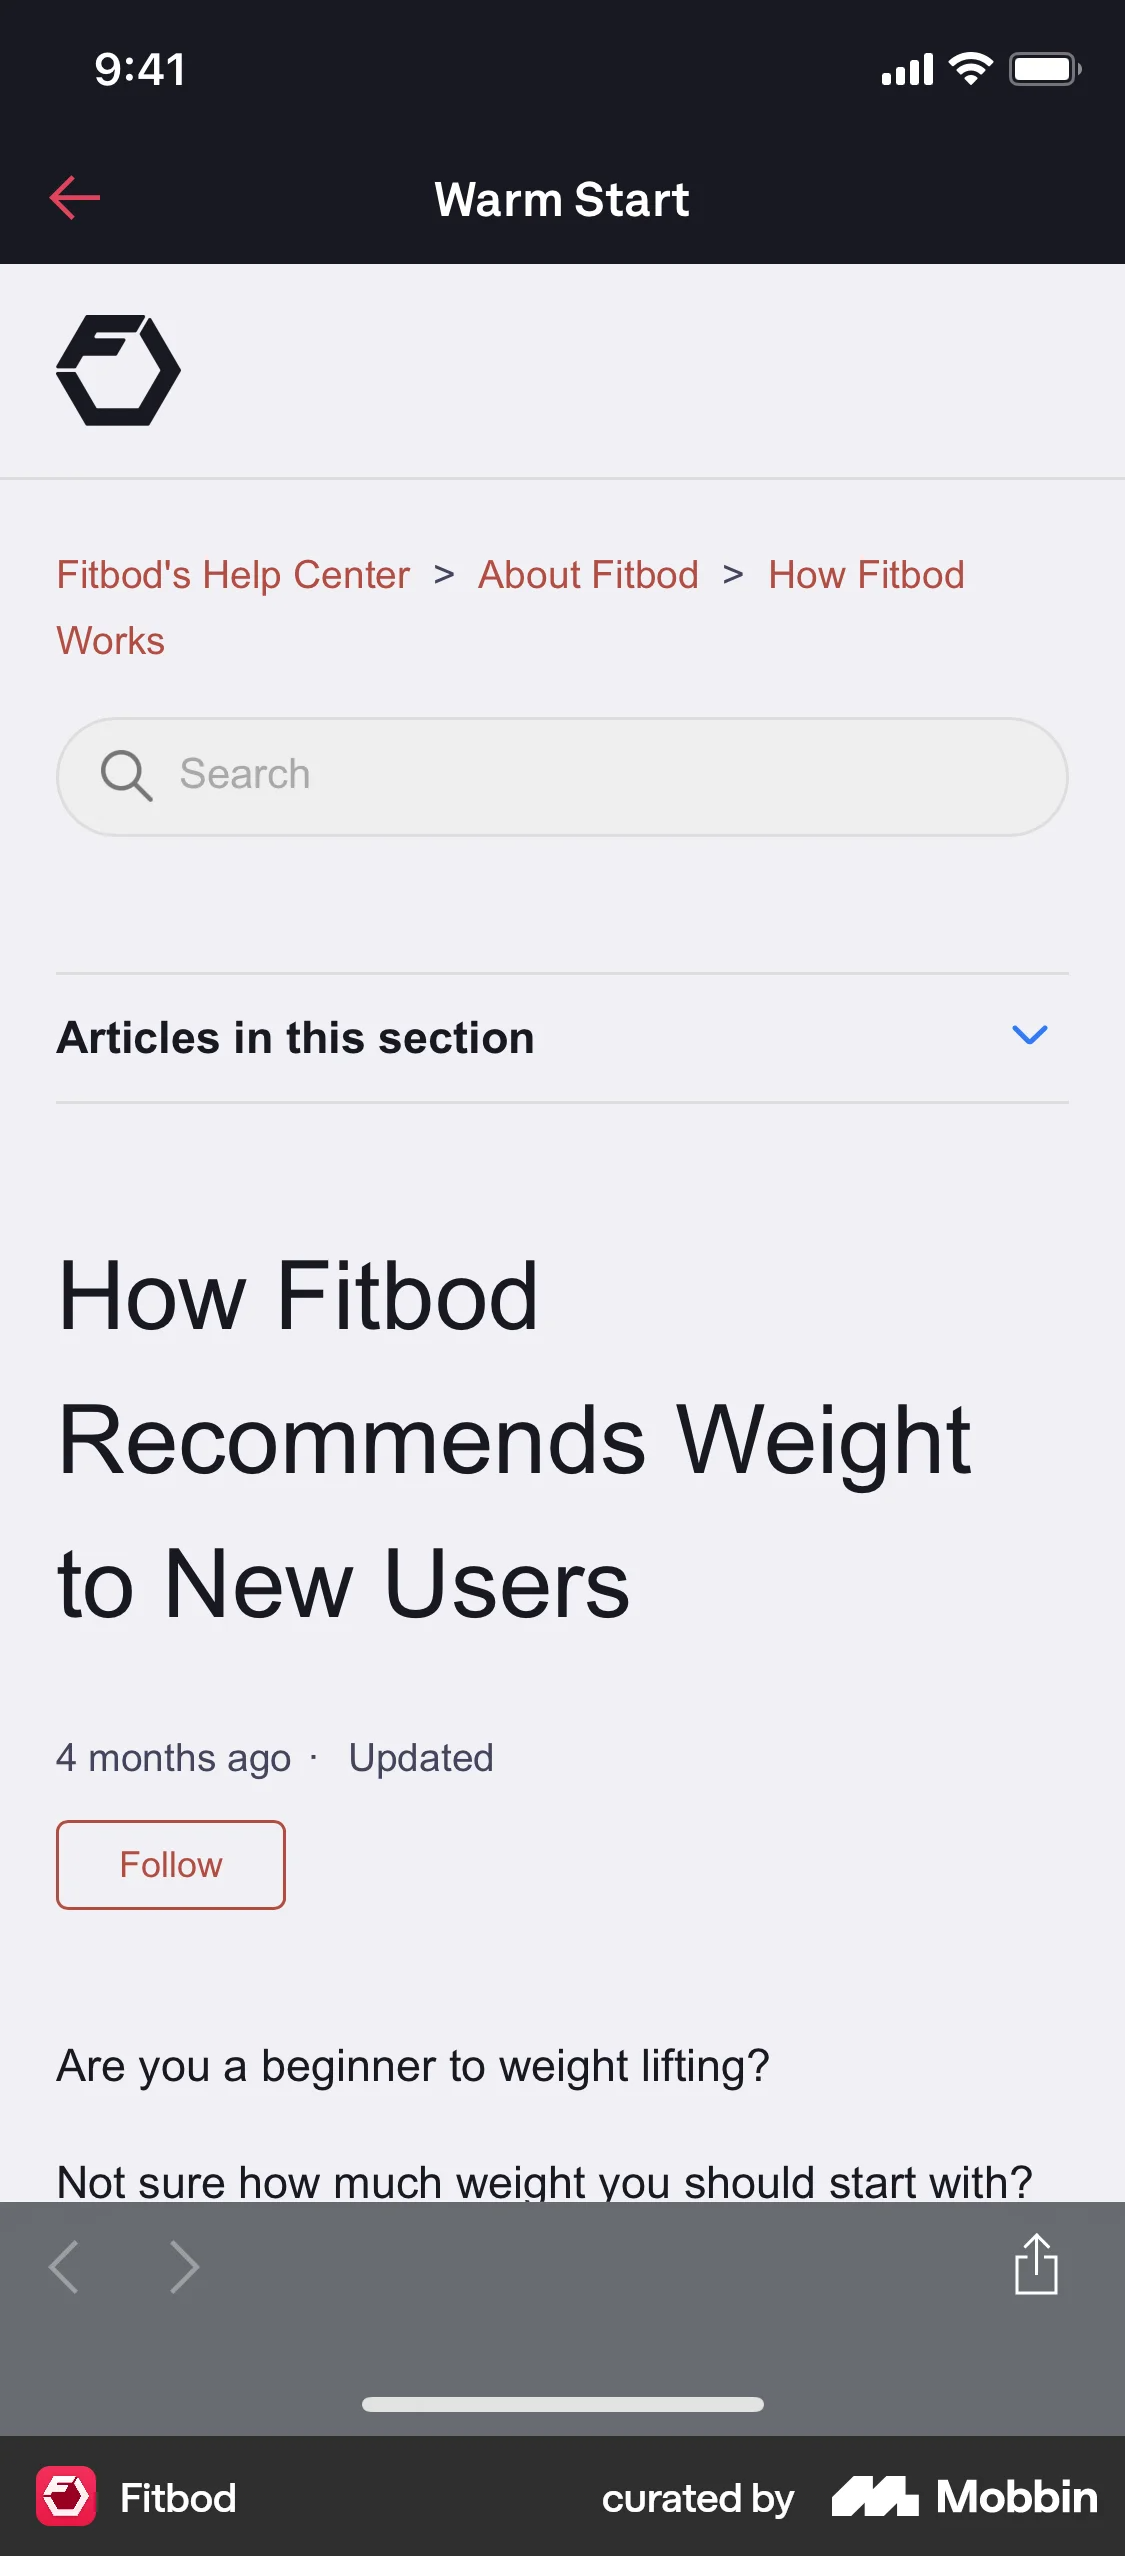 9:41
Warm Start
Fitbod's Help Center > About Fitbod > How Fitbod
Works
Search
Articles in this section
How Fitbod
Recommends Weight
to New Users
4 months ago · Updated
Follow
Are you a beginner to weight lifting?
Not sure how much weight you should start with?
Fitbod
curated by Mobbin